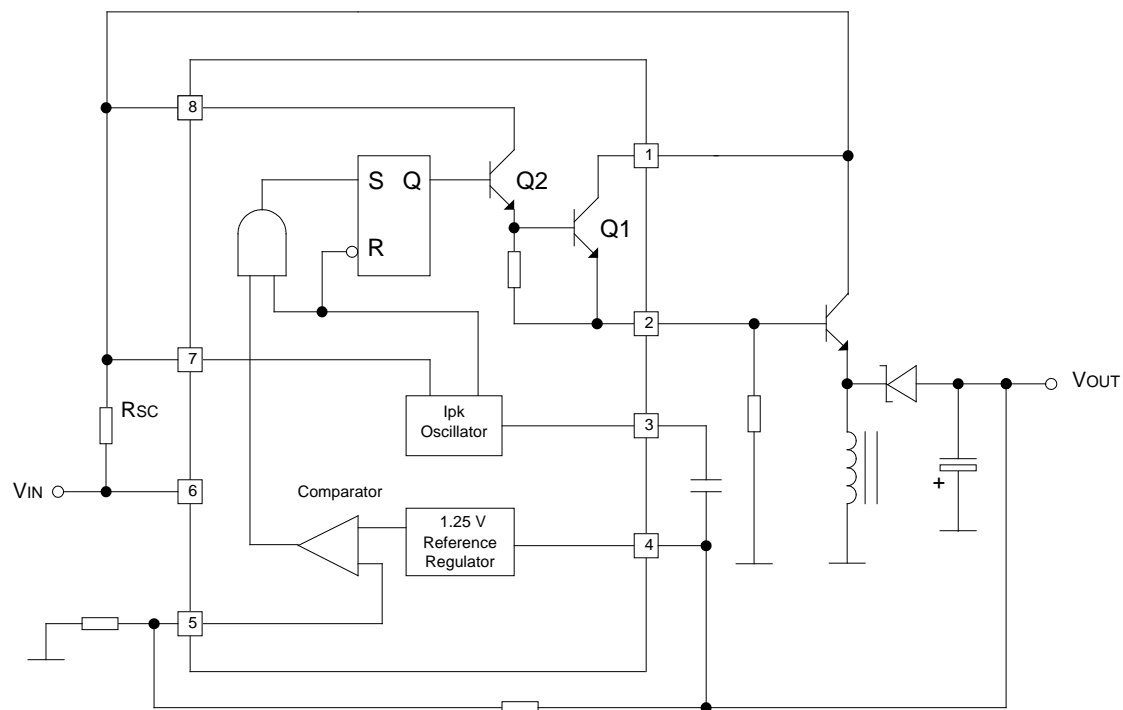 8
1
S Q
Q2
Q1
R
2
7
RSC
VOUT
Ipk
Oscillator
3
VIN
6
Comparator
+
1.25 V
Reference
Regulator
4
5